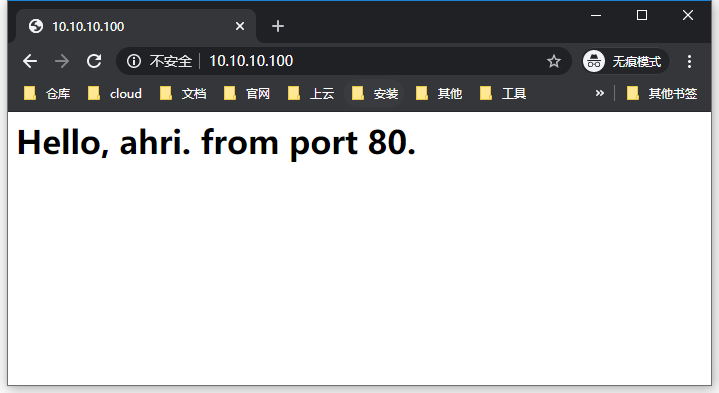 10.10.10.100
不安全 10.10.10.100 无痕模式
仓库 cloud 文档 官网 上云 安装 其他 工具 » 其他书签
Hello, ahri. from port 80.